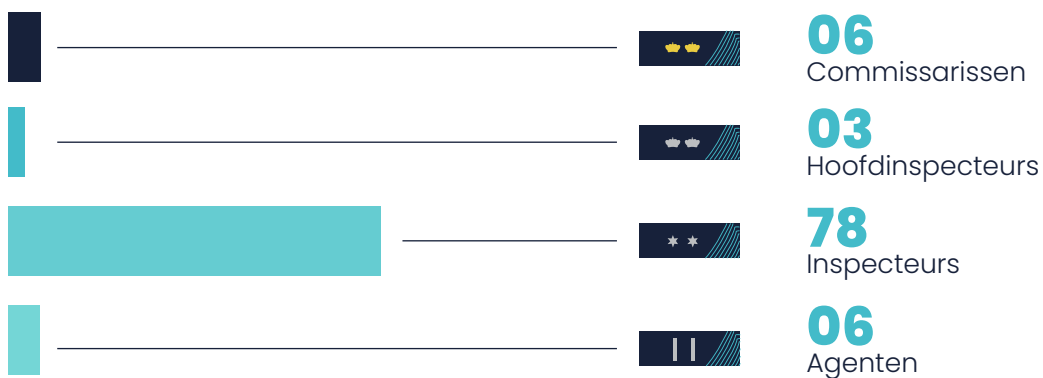 06
Commissarissen
03
Hoofdinspecteurs
78
Inspecteurs
06
Agenten